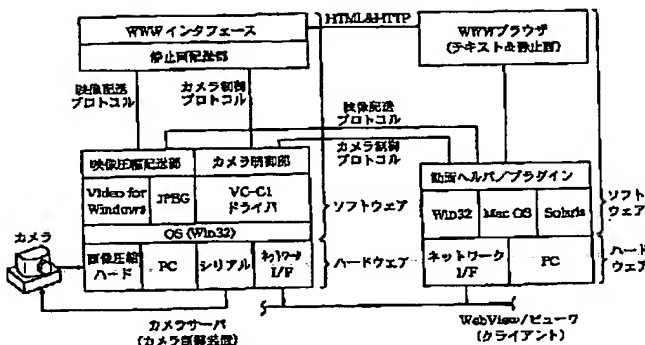 WWWインタフェース
静止画配送部
HTML&HTTP
WWWブラウザ
(テキスト&静止画)
映像配送
プロトコル
カメラ制御
プロトコル
映像配送
プロトコル
カメラ制御
プロトコル
映像圧縮配送部
カメラ制御部
Video for
Windows
JPEG
VC-C1
ドライバ
OS (Win32)
ソフトウェア
動画ヘルパ/プラグイン
Win32
Mac OS
Solaris
ソフト
ウェア
カメラ
画像圧縮
ハード
PC
シリアル
ネットワーク
I/F
ハードウェア
ネットワーク
I/F
PC
ハード
ウェア
カメラサーバ
(カメラ制御装置)
WebView/ビューワ
(クライアント)